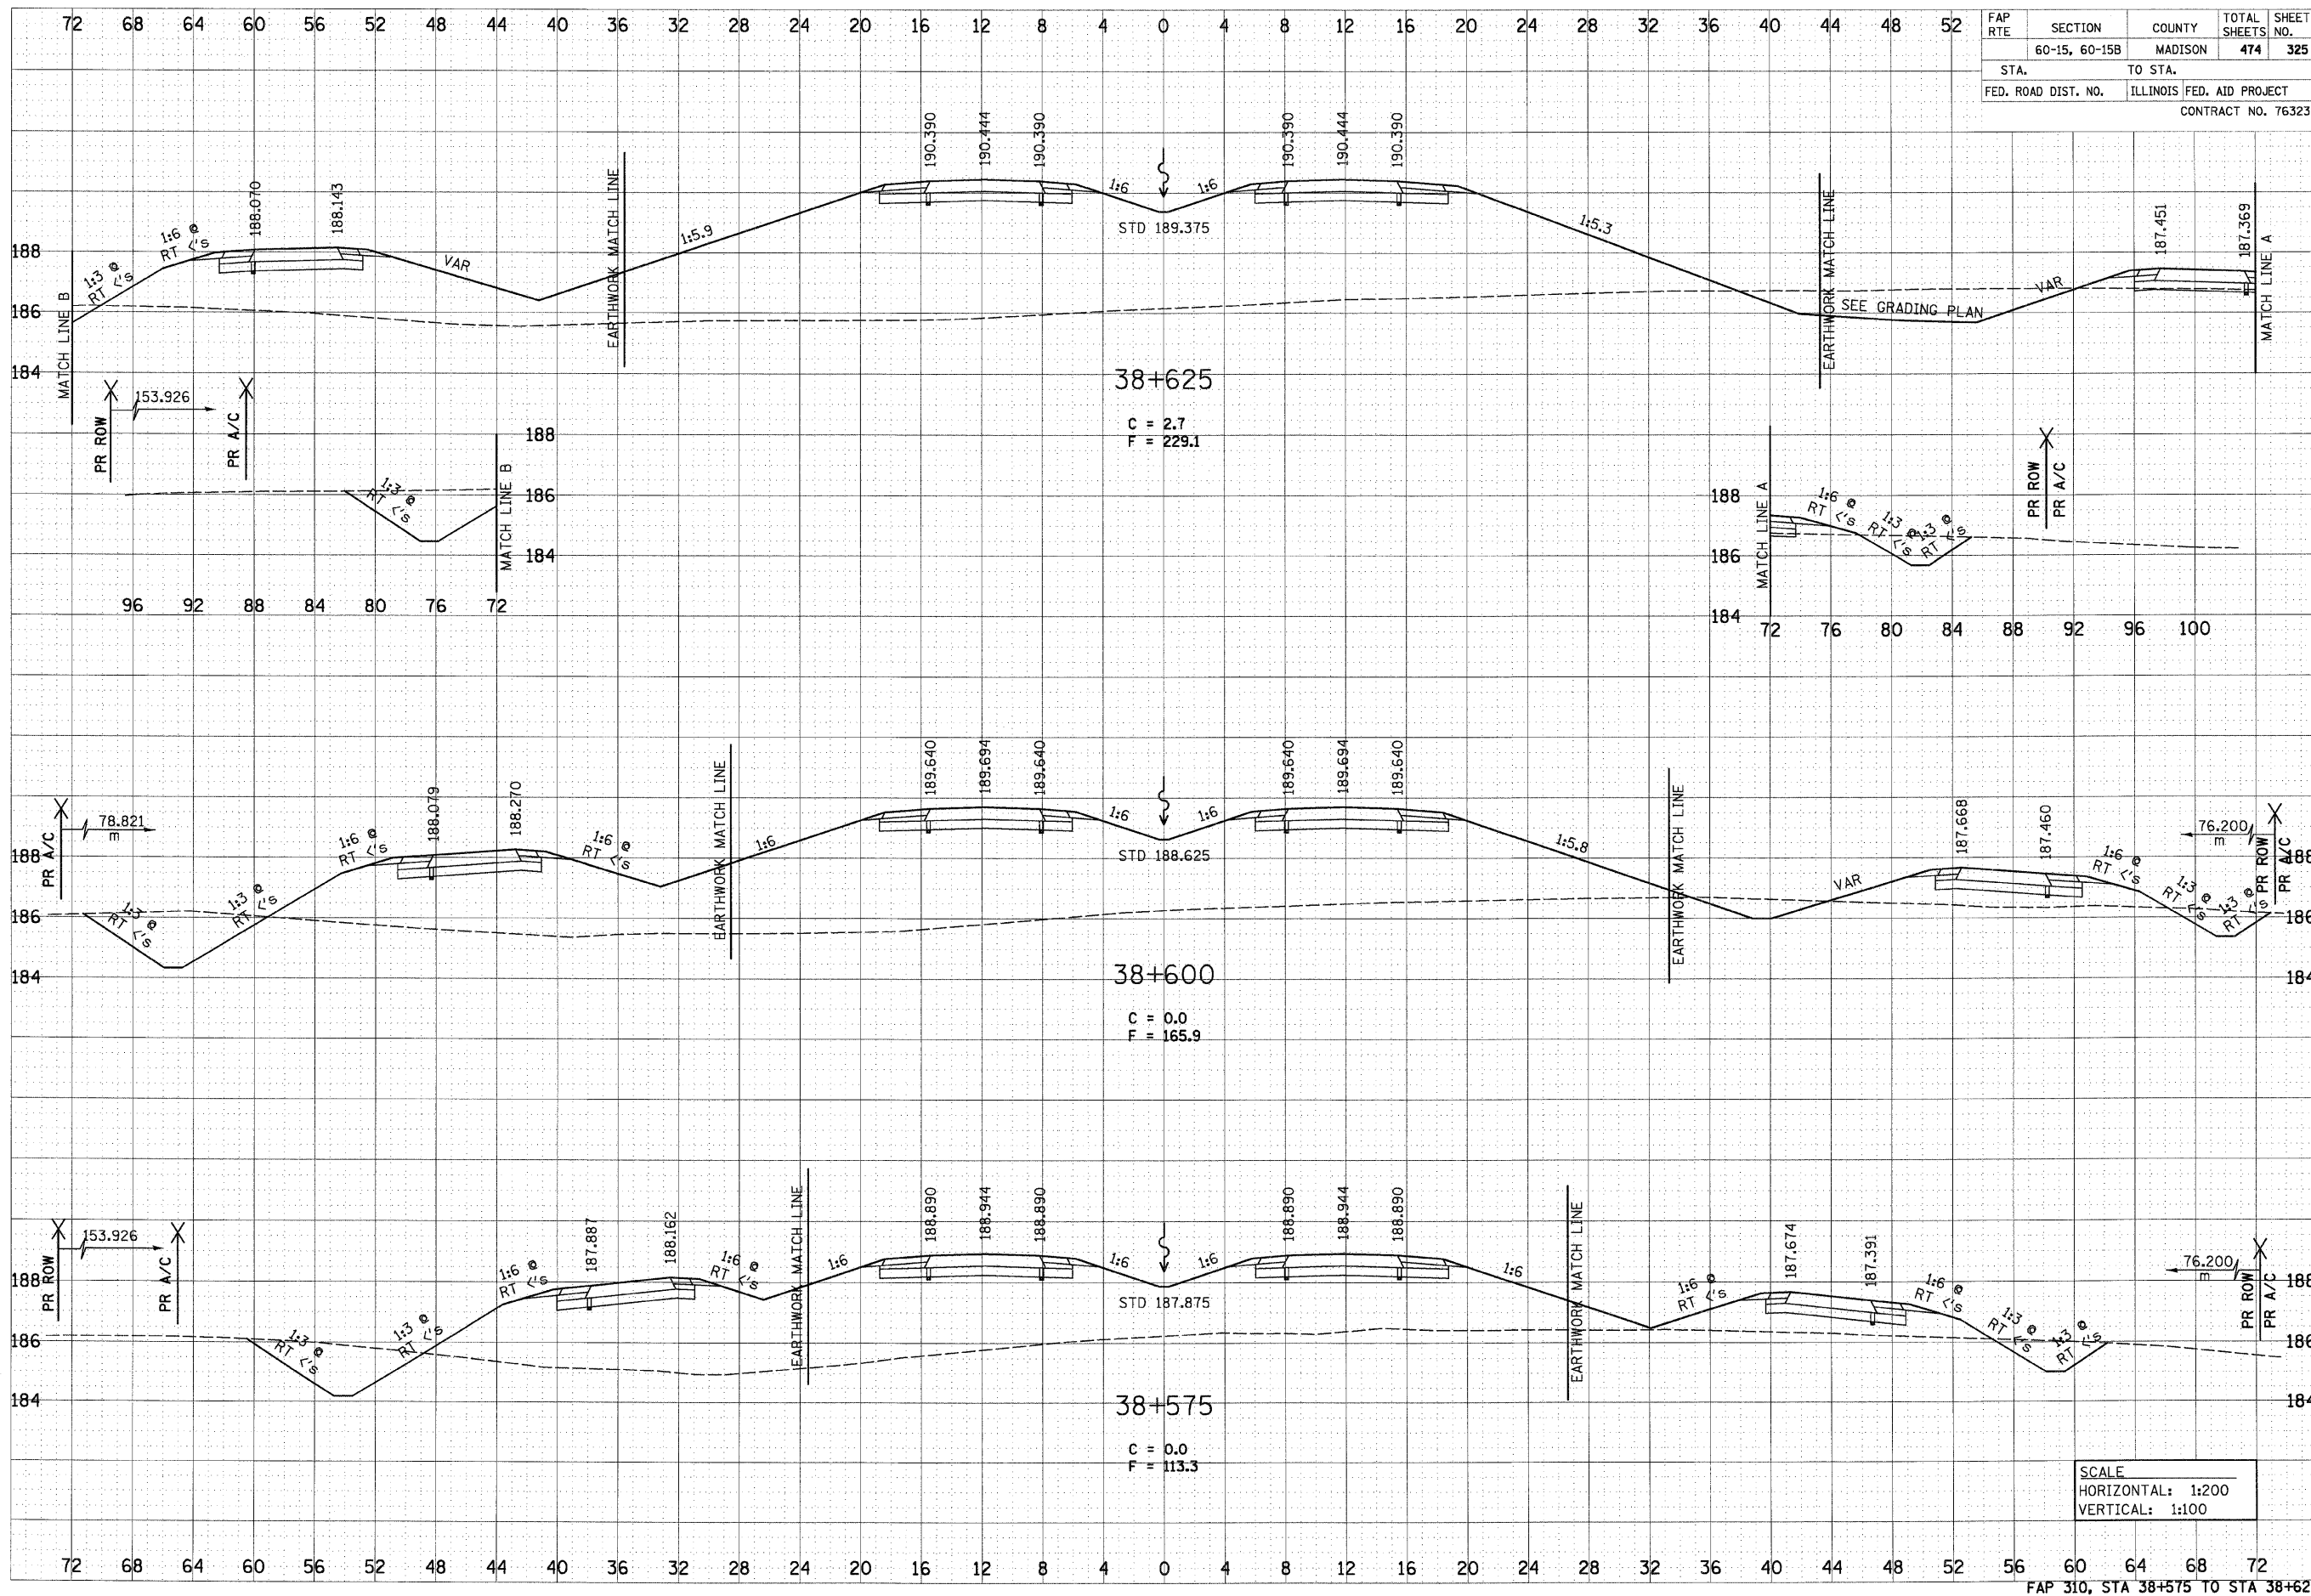 72 68 64 60 56 52 48 44 40 36 32 28 24 20 16 12 8 4 0 4 8 12 16 20 24 28 32 36 40 44 48 52
FAP RTE SECTION COUNTY TOTAL SHEETS SHEET NO.
60-15, 60-15B MADISON 474 325
STA. TO STA.
FED. ROAD DIST. NO. ILLINOIS FED. AID PROJECT
CONTRACT NO. 76323
188.070
188.143
190.390
190.444
190.390
190.390
190.444
190.390
187.451
187.369
MATCH LINE B
1:3 @
RT <'s
1:6 @
RT <'s
VAR
EARTHWORK MATCH LINE
1:5.9
1:6
1:6
STD 189.375
1:5.3
EARTHWORK MATCH LINE
SEE GRADING PLAN
VAR
MATCH LINE A
188
186
184
38+625
C = 2.7
F = 229.1
PR ROW
153.926
PR A/C
1:3 @
RT <'s
MATCH LINE B
188
186
184
96 92 88 84 80 76 72
MATCH LINE A
188
186
184
1:6 @
RT <'s
1:3 @
RT <'s
1:3 @
RT <'s
PR ROW
PR A/C
72 76 80 84 88 92 96 100
PR A/C
78.821
m
1:3 @
RT <'s
1:3 @
RT <'s
1:6 @
RT <'s
188.079
188.270
1:6 @
RT <'s
EARTHWORK MATCH LINE
1:6
189.640
189.694
189.640
1:6
1:6
STD 188.625
189.640
189.694
189.640
1:5.8
EARTHWORK MATCH LINE
VAR
187.668
187.460
1:6 @
RT <'s
1:3 @
RT <'s
1:3 @
RT <'s
76.200
m
PR ROW
PR A/C
188
186
184
188
186
184
38+600
C = 0.0
F = 165.9
PR ROW
153.926
PR A/C
1:3 @
RT <'s
1:3 @
RT <'s
1:6 @
RT <'s
187.887
188.162
1:6 @
RT <'s
EARTHWORK MATCH LINE
1:6
188.890
188.944
188.890
1:6
1:6
STD 187.875
188.890
188.944
188.890
1:6
EARTHWORK MATCH LINE
1:6 @
RT <'s
187.674
187.391
1:6 @
RT <'s
1:3 @
RT <'s
1:3 @
RT <'s
76.200
m
PR ROW
PR A/C
188
186
184
188
186
184
38+575
C = 0.0
F = 113.3
SCALE
HORIZONTAL: 1:200
VERTICAL: 1:100
72 68 64 60 56 52 48 44 40 36 32 28 24 20 16 12 8 4 0 4 8 12 16 20 24 28 32 36 40 44 48 52 56 60 64 68 72
FAP 310, STA 38+575 TO STA 38+62